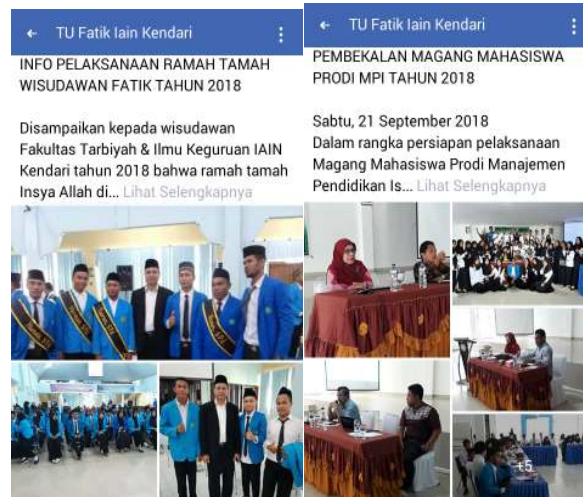 TU Fatik Iain Kendari
INFO PELAKSANAAN RAMAH TAMAH
WISUDAWAN FATIK TAHUN 2018
Disampaikan kepada wisudawan
Fakultas Tarbiyah & Ilmu Keguruan IAIN
Kendari tahun 2018 bahwa ramah tamah
Insya Allah di... Lihat Selengkapnya
TU Fatik Iain Kendari
PEMBEKALAN MAGANG MAHASISWA
PRODI MPI TAHUN 2018
Sabtu, 21 September 2018
Dalam rangka persiapan pelaksanaan
Magang Mahasiswa Prodi Manajemen
Pendidikan Is... Lihat Selengkapnya
+5